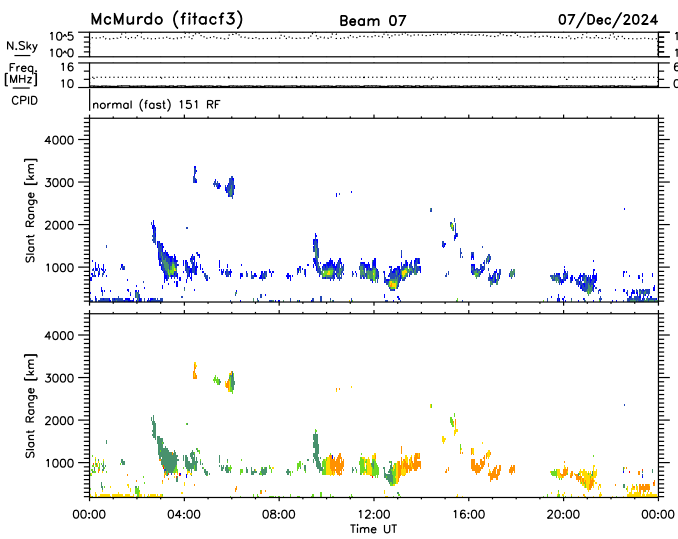 McMurdo (fitacf3) Beam 07 07/Dec/2024
N.Sky 10^5 10^0 1 1
Freq [MHz] 16 10 6 0
CPID normal (fast) 151 RF
4000
3000
2000
1000
Slant Range [km]
4000
3000
2000
1000
Slant Range [km]
00:00 04:00 08:00 12:00 16:00 20:00 00:00
Time UT